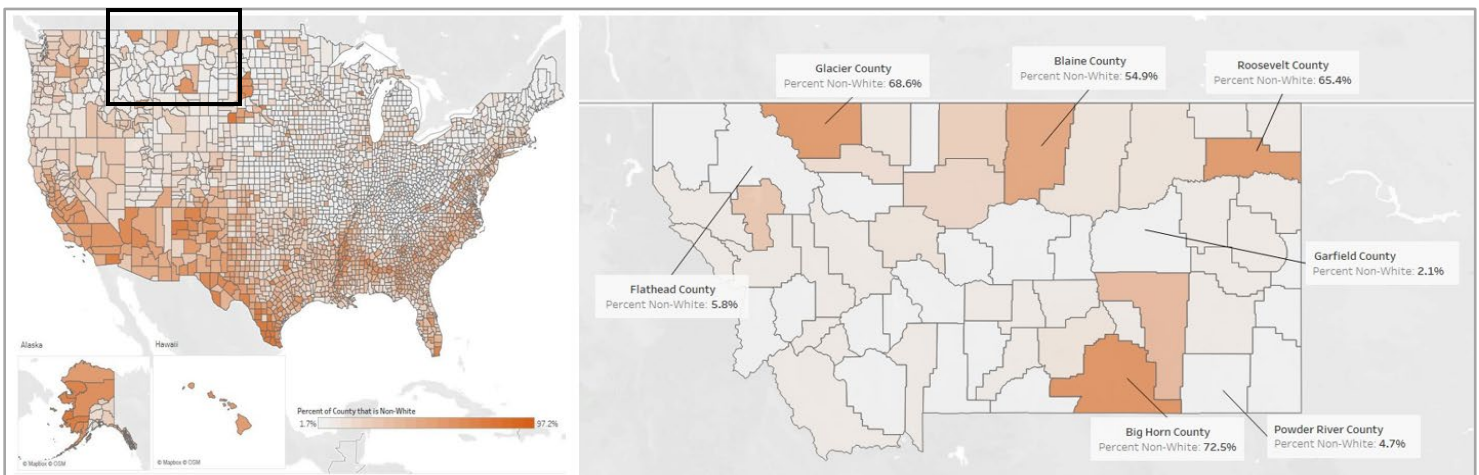 Alaska
Hawaii
© Mapbox © OSM
© Mapbox © OSM
Percent of County that is Non-White
1.7%
97.2%
Glacier County
Percent Non-White: 68.6%
Blaine County
Percent Non-White: 54.9%
Roosevelt County
Percent Non-White: 65.4%
Flathead County
Percent Non-White: 5.8%
Garfield County
Percent Non-White: 2.1%
Big Horn County
Percent Non-White: 72.5%
Powder River County
Percent Non-White: 4.7%